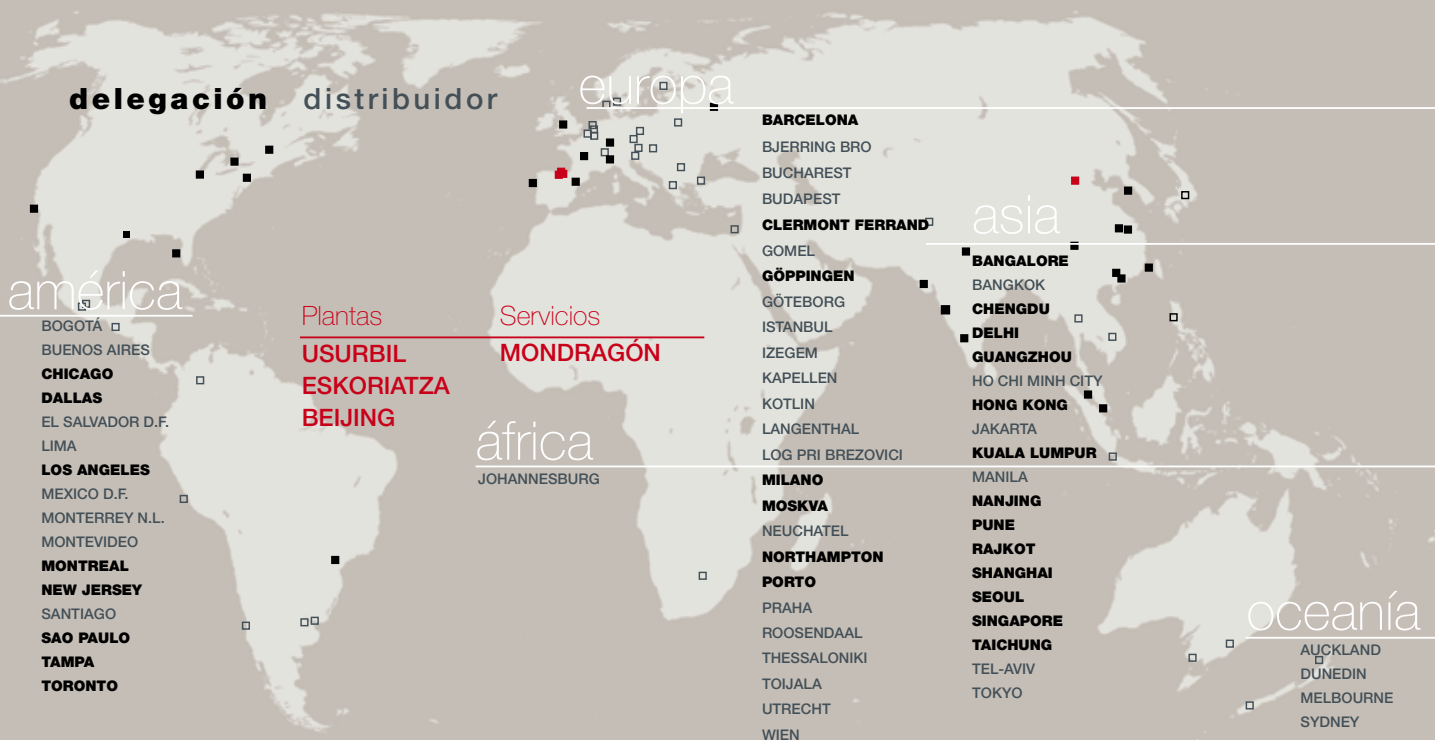 delegación distribuidor
américa
BOGOTÁ
BUENOS AIRES
CHICAGO
DALLAS
EL SALVADOR D.F.
LIMA
LOS ANGELES
MEXICO D.F.
MONTERREY N.L.
MONTEVIDEO
MONTREAL
NEW JERSEY
SANTIAGO
SAO PAULO
TAMPA
TORONTO
Plantas
USURBIL
ESKORIATZA
BEIJING
Servicios
MONDRAGÓN
áfrica
JOHANNESBURG
europa
BARCELONA
BJERRING BRO
BUCHAREST
BUDAPEST
CLERMONT FERRAND
GOMEL
GÖPPINGEN
GÖTEBORG
ISTANBUL
IZEGEM
KAPELLEN
KOTLIN
LANGENTHAL
LOG PRI BREZOVICI
MILANO
MOSKVA
NEUCHATEL
NORTHAMPTON
PORTO
PRAHA
ROOSENDAAL
THESSALONIKI
TOIJALA
UTRECHT
WIEN
asia
BANGALORE
BANGKOK
CHENGDU
DELHI
GUANGZHOU
HO CHI MINH CITY
HONG KONG
JAKARTA
KUALA LUMPUR
MANILA
NANJING
PUNE
RAJKOT
SHANGHAI
SEOUL
SINGAPORE
TAICHUNG
TEL-AVIV
TOKYO
oceanía
AUCKLAND
DUNEDIN
MELBOURNE
SYDNEY